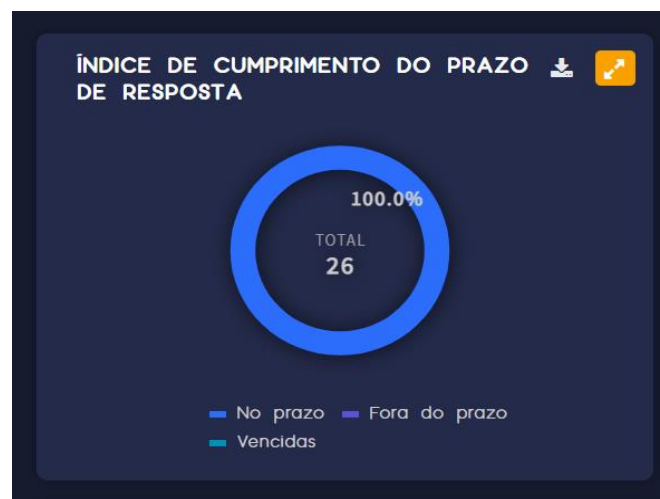 ÍNDICE DE CUMPRIMENTO DO PRAZO
DE RESPOSTA
100.0%
TOTAL
26
No prazo Fora do prazo
Vencidas